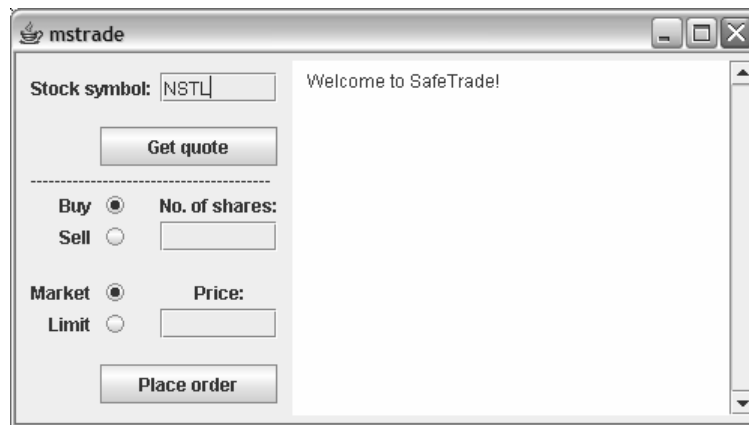 mstrade
Stock symbol: NSTL
Get quote
Buy No. of shares:
Sell
Market Price:
Limit
Place order
Welcome to SafeTrade!